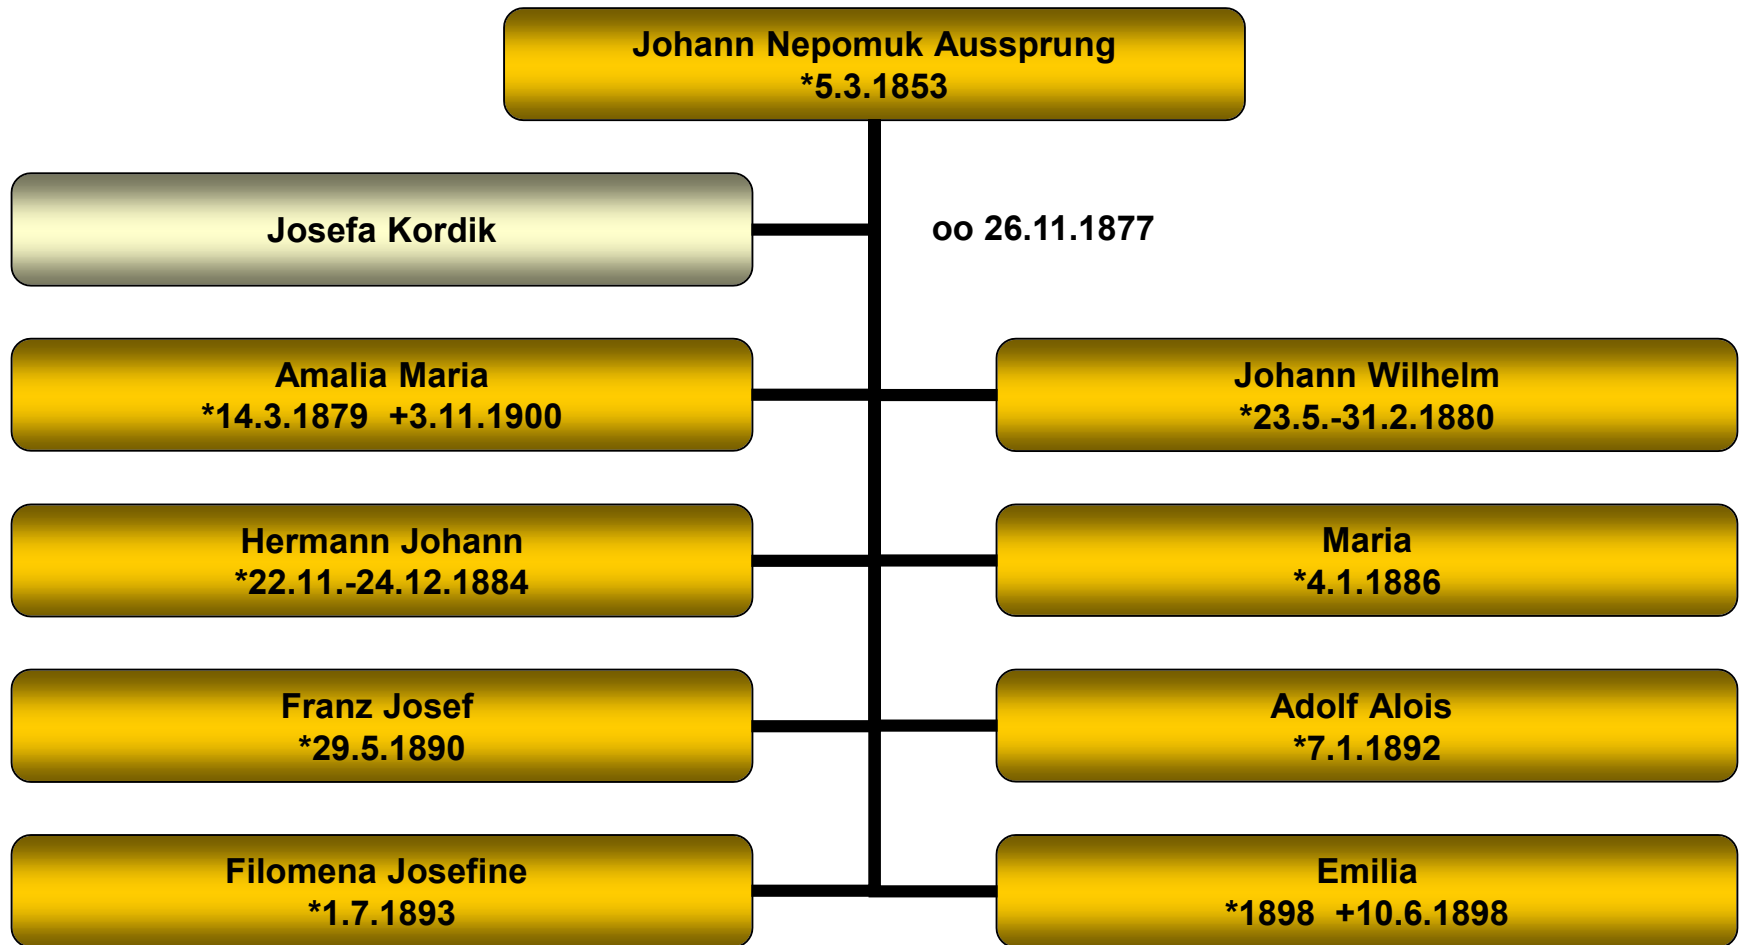 Johann Nepomuk Aussprung
*5.3.1853
Josefa Kordik
oo 26.11.1877
Amalia Maria
*14.3.1879  +3.11.1900
Johann Wilhelm
*23.5.-31.2.1880
Hermann Johann
*22.11.-24.12.1884
Maria
*4.1.1886
Franz Josef
*29.5.1890
Adolf Alois
*7.1.1892
Filomena Josefine
*1.7.1893
Emilia
*1898  +10.6.1898